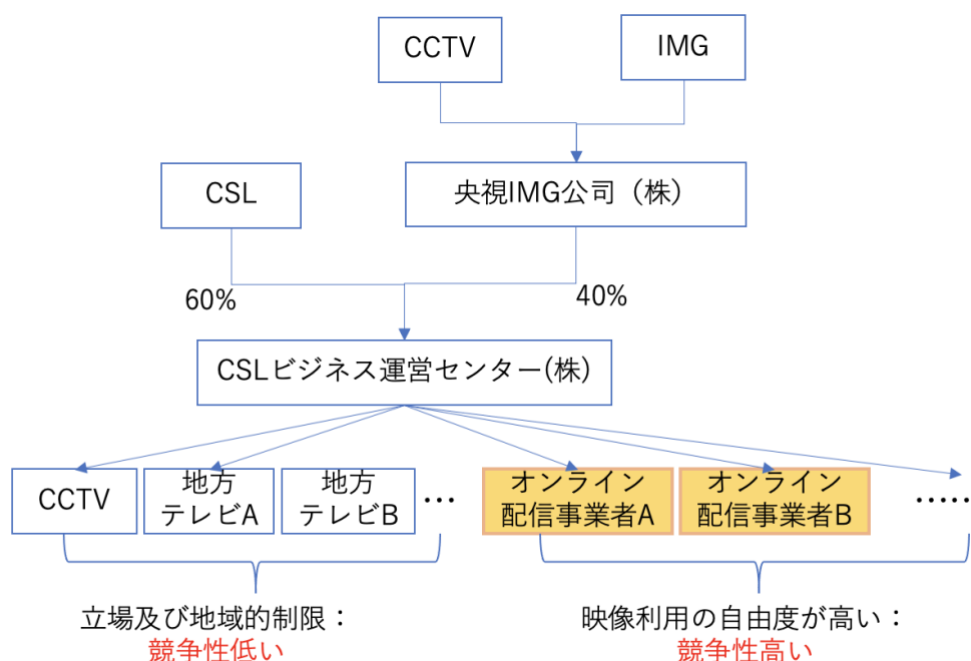 CCTV
IMG
CSL
央視IMG公司（株）
60%
40%
CSLビジネス運営センター(株)
CCTV
地方
テレビA
地方
テレビB
…
オンライン
配信事業者A
オンライン
配信事業者B
……
立場及び地域的制限：
競争性低い
映像利用の自由度が高い：
競争性高い